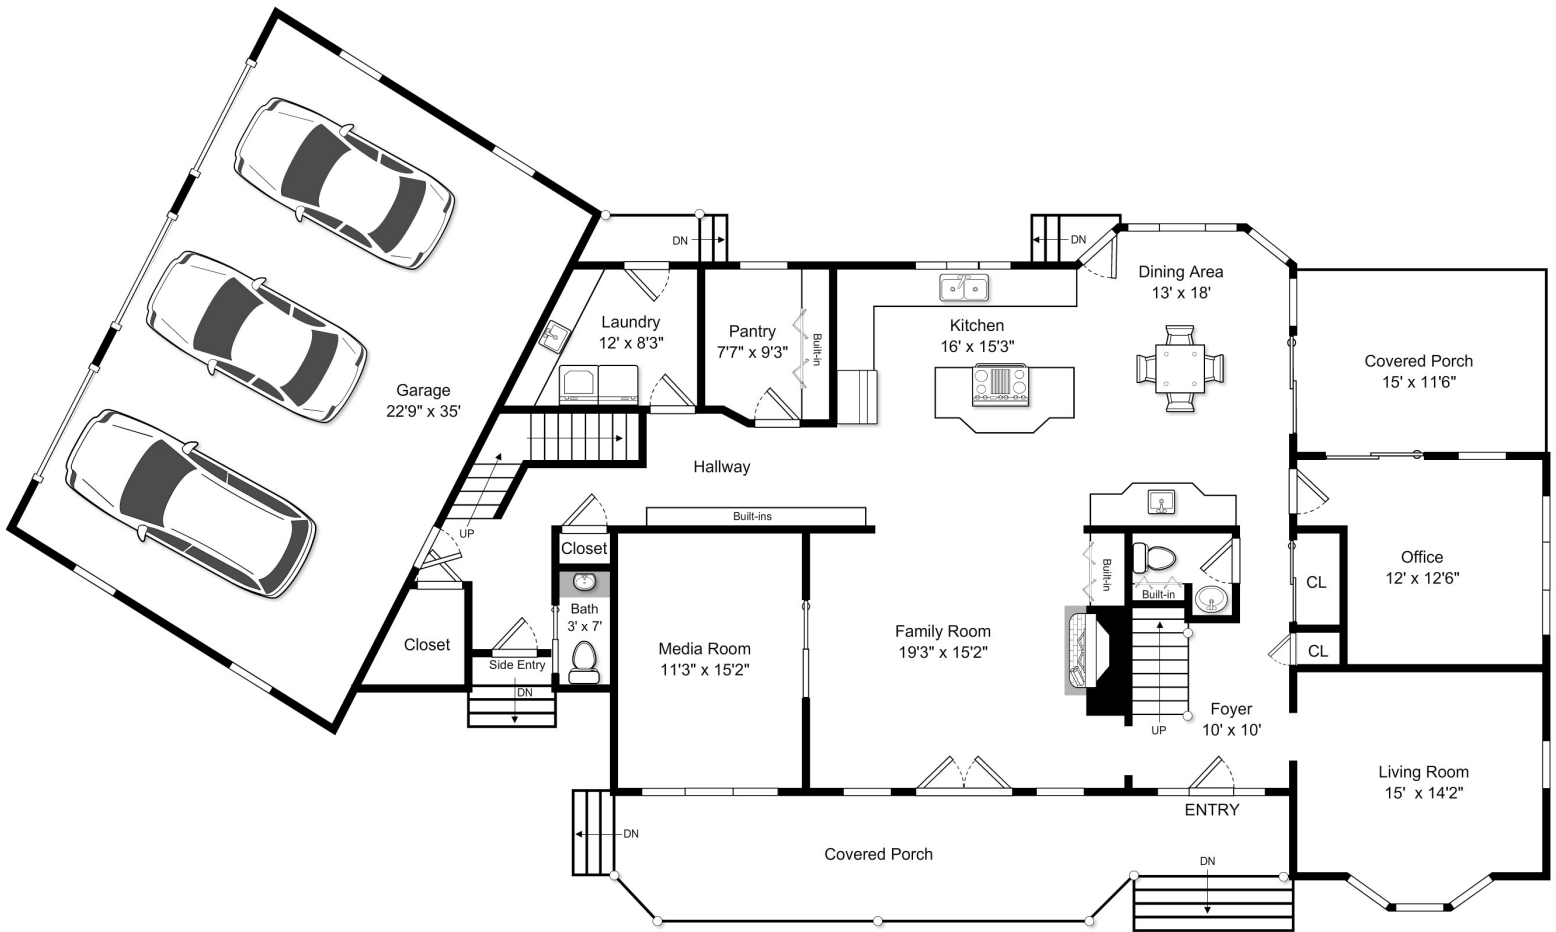 DN
DN
Dining Area
13' x 18'
Laundry
12' x 8'3"
Pantry
7'7" x 9'3"
Built-in
Kitchen
16' x 15'3"
Covered Porch
15' x 11'6"
Garage
22'9" x 35'
Hallway
UP
Built-ins
Closet
Bath
3' x 7'
Closet
Side Entry
DN
Media Room
11'3" x 15'2"
Family Room
19'3" x 15'2"
Built-in
Built-in
Office
12' x 12'6"
CL
CL
UP
Foyer
10' x 10'
Living Room
15'  x 14'2"
ENTRY
DN
Covered Porch
DN